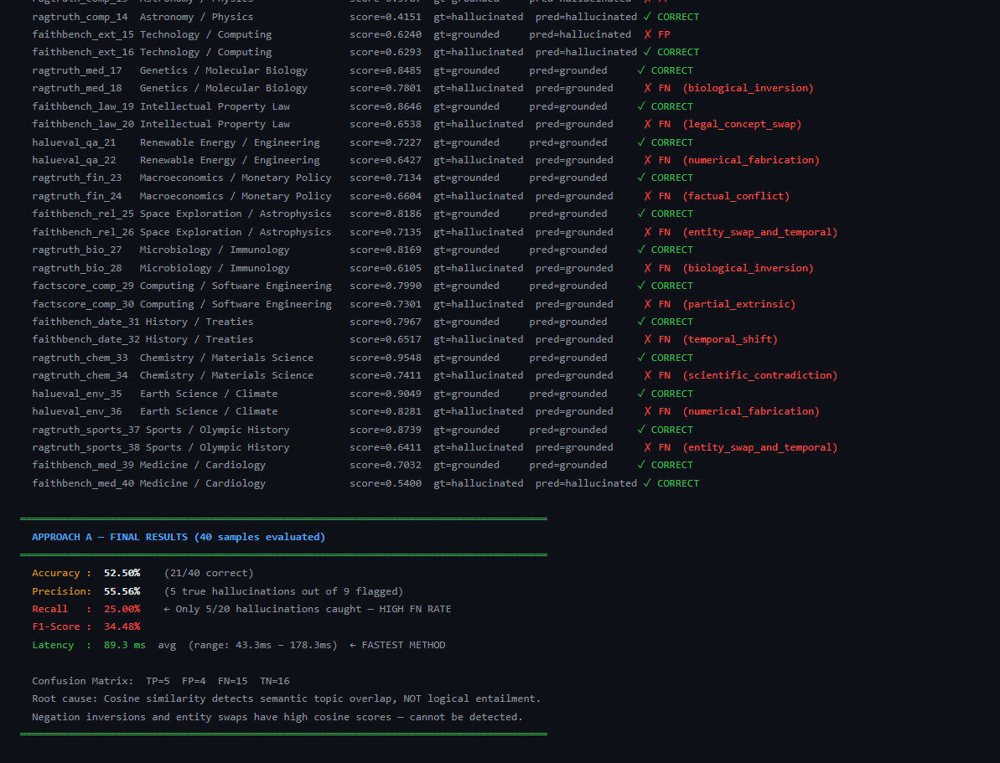 ragtruth_comp_14 Astronomy / Physics score=0.4151 gt=hallucinated pred=hallucinated ✓ CORRECT
faithbench_ext_15 Technology / Computing score=0.6240 gt=grounded pred=hallucinated ✗ FP
faithbench_ext_16 Technology / Computing score=0.6293 gt=hallucinated pred=hallucinated ✓ CORRECT
ragtruth_med_17 Genetics / Molecular Biology score=0.8485 gt=grounded pred=grounded ✓ CORRECT
ragtruth_med_18 Genetics / Molecular Biology score=0.7801 gt=hallucinated pred=grounded ✗ FN (biological_inversion)
faithbench_law_19 Intellectual Property Law score=0.8646 gt=grounded pred=grounded ✓ CORRECT
faithbench_law_20 Intellectual Property Law score=0.6538 gt=hallucinated pred=grounded ✗ FN (legal_concept_swap)
halueval_qa_21 Renewable Energy / Engineering score=0.7227 gt=grounded pred=grounded ✓ CORRECT
halueval_qa_22 Renewable Energy / Engineering score=0.6427 gt=hallucinated pred=grounded ✗ FN (numerical_fabrication)
ragtruth_fin_23 Macroeconomics / Monetary Policy score=0.7134 gt=grounded pred=grounded ✓ CORRECT
ragtruth_fin_24 Macroeconomics / Monetary Policy score=0.6604 gt=hallucinated pred=grounded ✗ FN (factual_conflict)
faithbench_rel_25 Space Exploration / Astrophysics score=0.8186 gt=grounded pred=grounded ✓ CORRECT
faithbench_rel_26 Space Exploration / Astrophysics score=0.7135 gt=hallucinated pred=grounded ✗ FN (entity_swap_and_temporal)
ragtruth_bio_27 Microbiology / Immunology score=0.8169 gt=grounded pred=grounded ✓ CORRECT
ragtruth_bio_28 Microbiology / Immunology score=0.6105 gt=hallucinated pred=grounded ✗ FN (biological_inversion)
factscore_comp_29 Computing / Software Engineering score=0.7990 gt=grounded pred=grounded ✓ CORRECT
factscore_comp_30 Computing / Software Engineering score=0.7301 gt=hallucinated pred=grounded ✗ FN (partial_extrinsic)
faithbench_date_31 History / Treaties score=0.7967 gt=grounded pred=grounded ✓ CORRECT
faithbench_date_32 History / Treaties score=0.6517 gt=hallucinated pred=grounded ✗ FN (temporal_shift)
ragtruth_chem_33 Chemistry / Materials Science score=0.9548 gt=grounded pred=grounded ✓ CORRECT
ragtruth_chem_34 Chemistry / Materials Science score=0.7411 gt=hallucinated pred=grounded ✗ FN (scientific_contradiction)
halueval_env_35 Earth Science / Climate score=0.9049 gt=grounded pred=grounded ✓ CORRECT
halueval_env_36 Earth Science / Climate score=0.8281 gt=hallucinated pred=grounded ✗ FN (numerical_fabrication)
ragtruth_sports_37 Sports / Olympic History score=0.8739 gt=grounded pred=grounded ✓ CORRECT
ragtruth_sports_38 Sports / Olympic History score=0.6411 gt=hallucinated pred=grounded ✗ FN (entity_swap_and_temporal)
faithbench_med_39 Medicine / Cardiology score=0.7032 gt=grounded pred=grounded ✓ CORRECT
faithbench_med_40 Medicine / Cardiology score=0.5400 gt=hallucinated pred=hallucinated ✓ CORRECT
APPROACH A — FINAL RESULTS (40 samples evaluated)
Accuracy : 52.50% (21/40 correct)
Precision: 55.56% (5 true hallucinations out of 9 flagged)
Recall : 25.00% ← Only 5/20 hallucinations caught — HIGH FN RATE
F1-Score : 34.48%
Latency : 89.3 ms avg (range: 43.3ms – 178.3ms) ← FASTEST METHOD
Confusion Matrix: TP=5 FP=4 FN=15 TN=16
Root cause: Cosine similarity detects semantic topic overlap, NOT logical entailment.
Negation inversions and entity swaps have high cosine scores — cannot be detected.